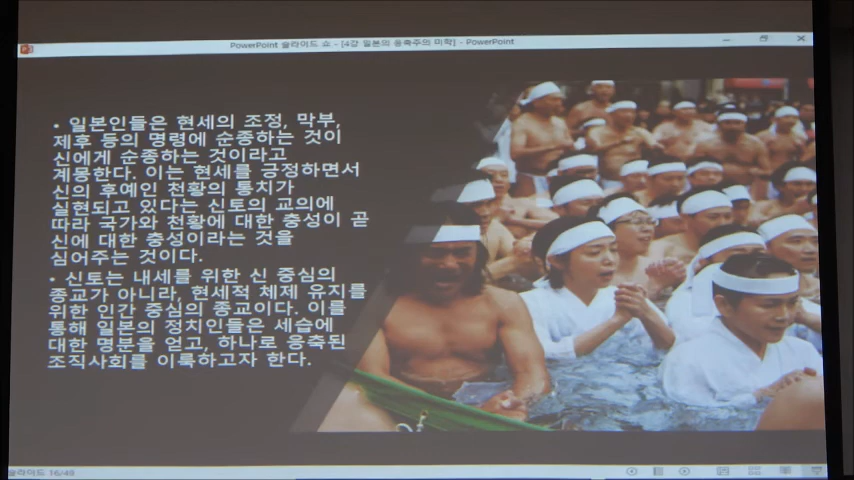 PowerPoint 슬라이드 쇼 - [4강 일본의 응축주의 미학] - PowerPoint
• 일본인들은 현세의 조정, 막부,
제후 등의 명령에 순종하는 것이
신에게 순종하는 것이라고
계몽한다. 이는 현세를 긍정하면서
신의 후예인 천황의 통치가
실현되고 있다는 신토의 교의에
따라 국가와 천황에 대한 충성이 곧
신에 대한 충성이라는 것을
심어주는 것이다.
• 신토는 내세를 위한 신 중심의
종교가 아니라, 현세적 체제 유지를
위한 인간 중심의 종교이다. 이를
통해 일본의 정치인들은 세습에
대한 명분을 얻고, 하나로 응축된
조직사회를 이룩하고자 한다.
슬라이드 16/49